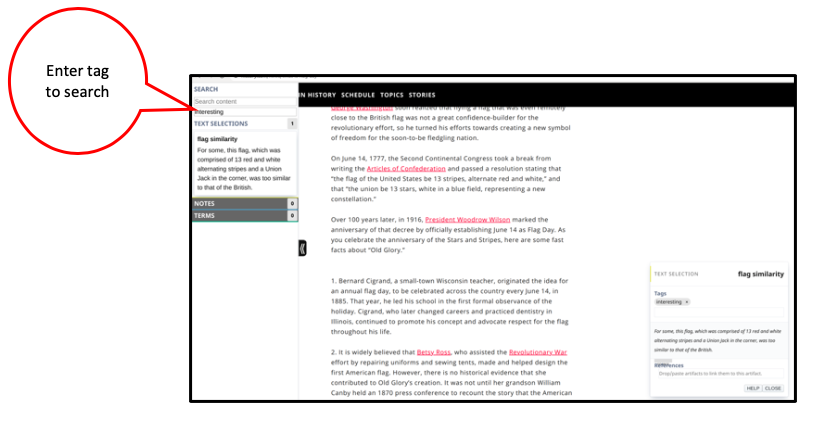 Enter tag
to search
SEARCH
Search content
interesting
TEXT SELECTIONS 1
flag similarity
For some, this flag, which was
comprised of 13 red and white
alternating stripes and a Union
Jack in the corner, was too similar
to that of the British.
NOTES 0
TERMS 0
IN HISTORY SCHEDULE TOPICS STORIES
George Washington soon realized that flying a flag that was even remotely
close to the British flag was not a great confidence-builder for the
revolutionary effort, so he turned his efforts towards creating a new symbol
of freedom for the soon-to-be fledgling nation.
On June 14, 1777, the Second Continental Congress took a break from
writing the Articles of Confederation and passed a resolution stating that
"the flag of the United States be 13 stripes, alternate red and white," and
that "the union be 13 stars, white in a blue field, representing a new
constellation."
Over 100 years later, in 1916, President Woodrow Wilson marked the
anniversary of that decree by officially establishing June 14 as Flag Day. As
you celebrate the anniversary of the Stars and Stripes, here are some fast
facts about "Old Glory."
1. Bernard Cigrand, a small-town Wisconsin teacher, originated the idea for
an annual flag day, to be celebrated across the country every June 14, in
1885. That year, he led his school in the first formal observance of the
holiday. Cigrand, who later changed careers and practiced dentistry in
Illinois, continued to promote his concept and advocate respect for the flag
throughout his life.
2. It is widely believed that Betsy Ross, who assisted the Revolutionary War
effort by repairing uniforms and sewing tents, made and helped design the
first American flag. However, there is no historical evidence that she
contributed to Old Glory's creation. It was not until her grandson William
Canby held an 1870 press conference to recount the story that the American
TEXT SELECTION flag similarity
Tags
interesting ×
For some, this flag, which was comprised of 13 red and white
alternating stripes and a Union Jack in the corner, was too
similar to that of the British.
References
Drop/paste artifacts to link them to this artifact.
HELP CLOSE